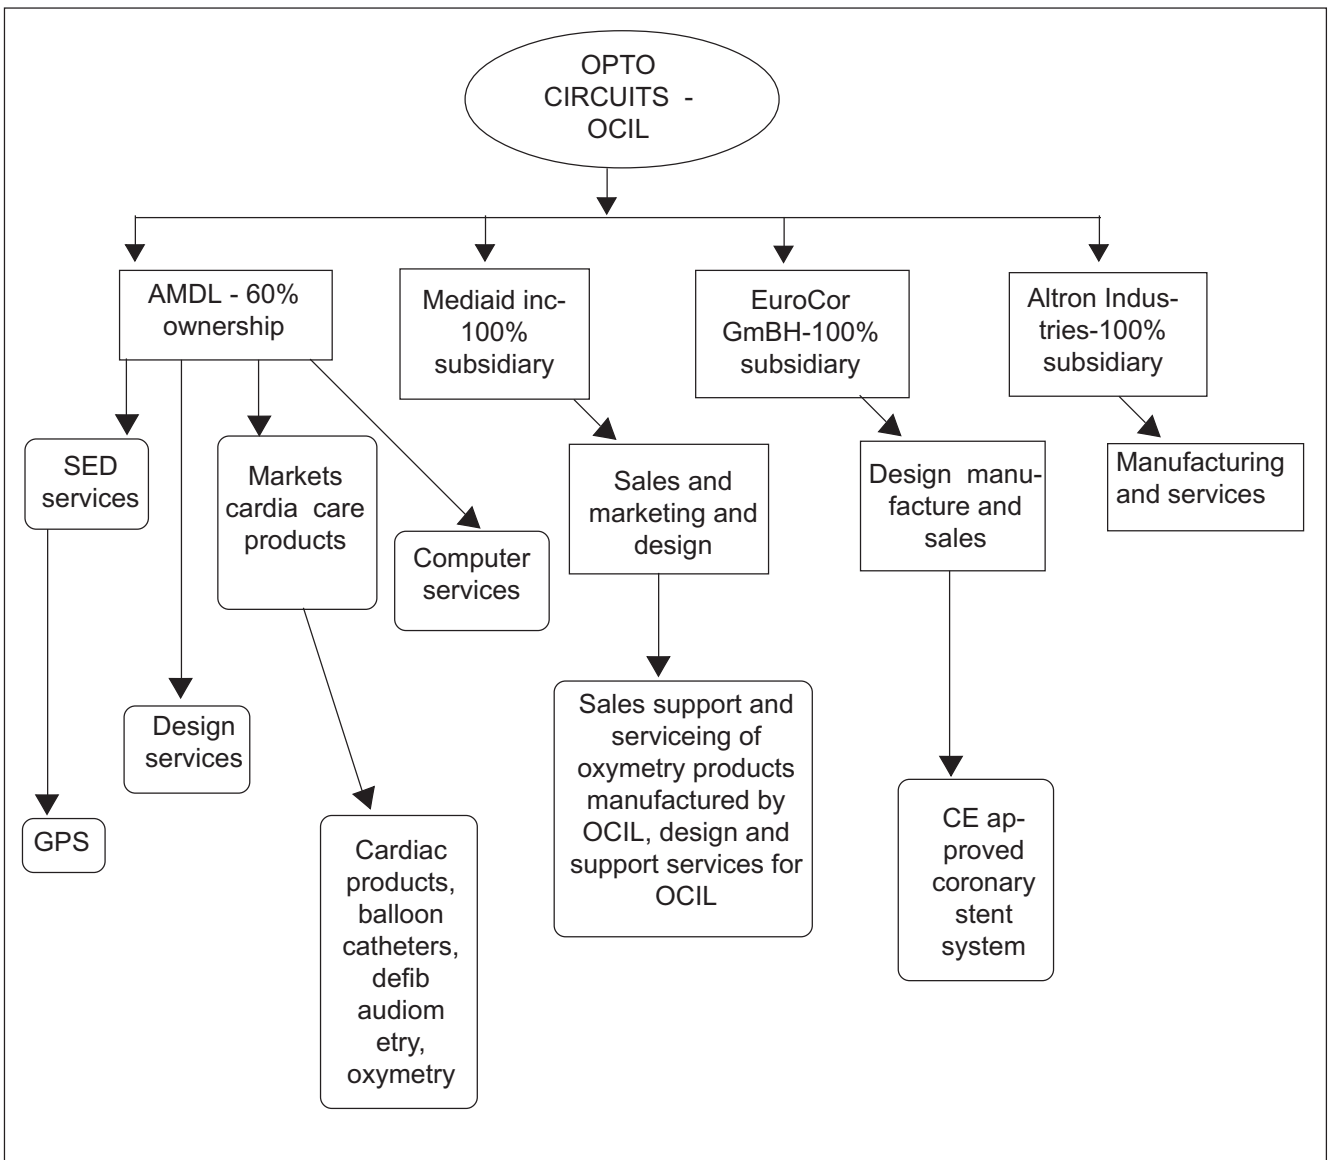 OPTO
CIRCUITS -
OCIL
AMDL - 60%
ownership
Mediaid inc-
100%
subsidiary
EuroCor
GmBH-100%
subsidiary
Altron Indus-
tries-100%
subsidiary
SED
services
Markets
cardia care
products
Computer
services
Sales and
marketing and
design
Design manu-
facture and
sales
Manufacturing
and services
Design
services
GPS
Cardiac
products,
balloon
catheters,
defib
audiom
etry,
oxymetry
Sales support and
serviceing of
oxymetry products
manufactured by
OCIL, design and
support services for
OCIL
CE ap-
proved
coronary
stent
system